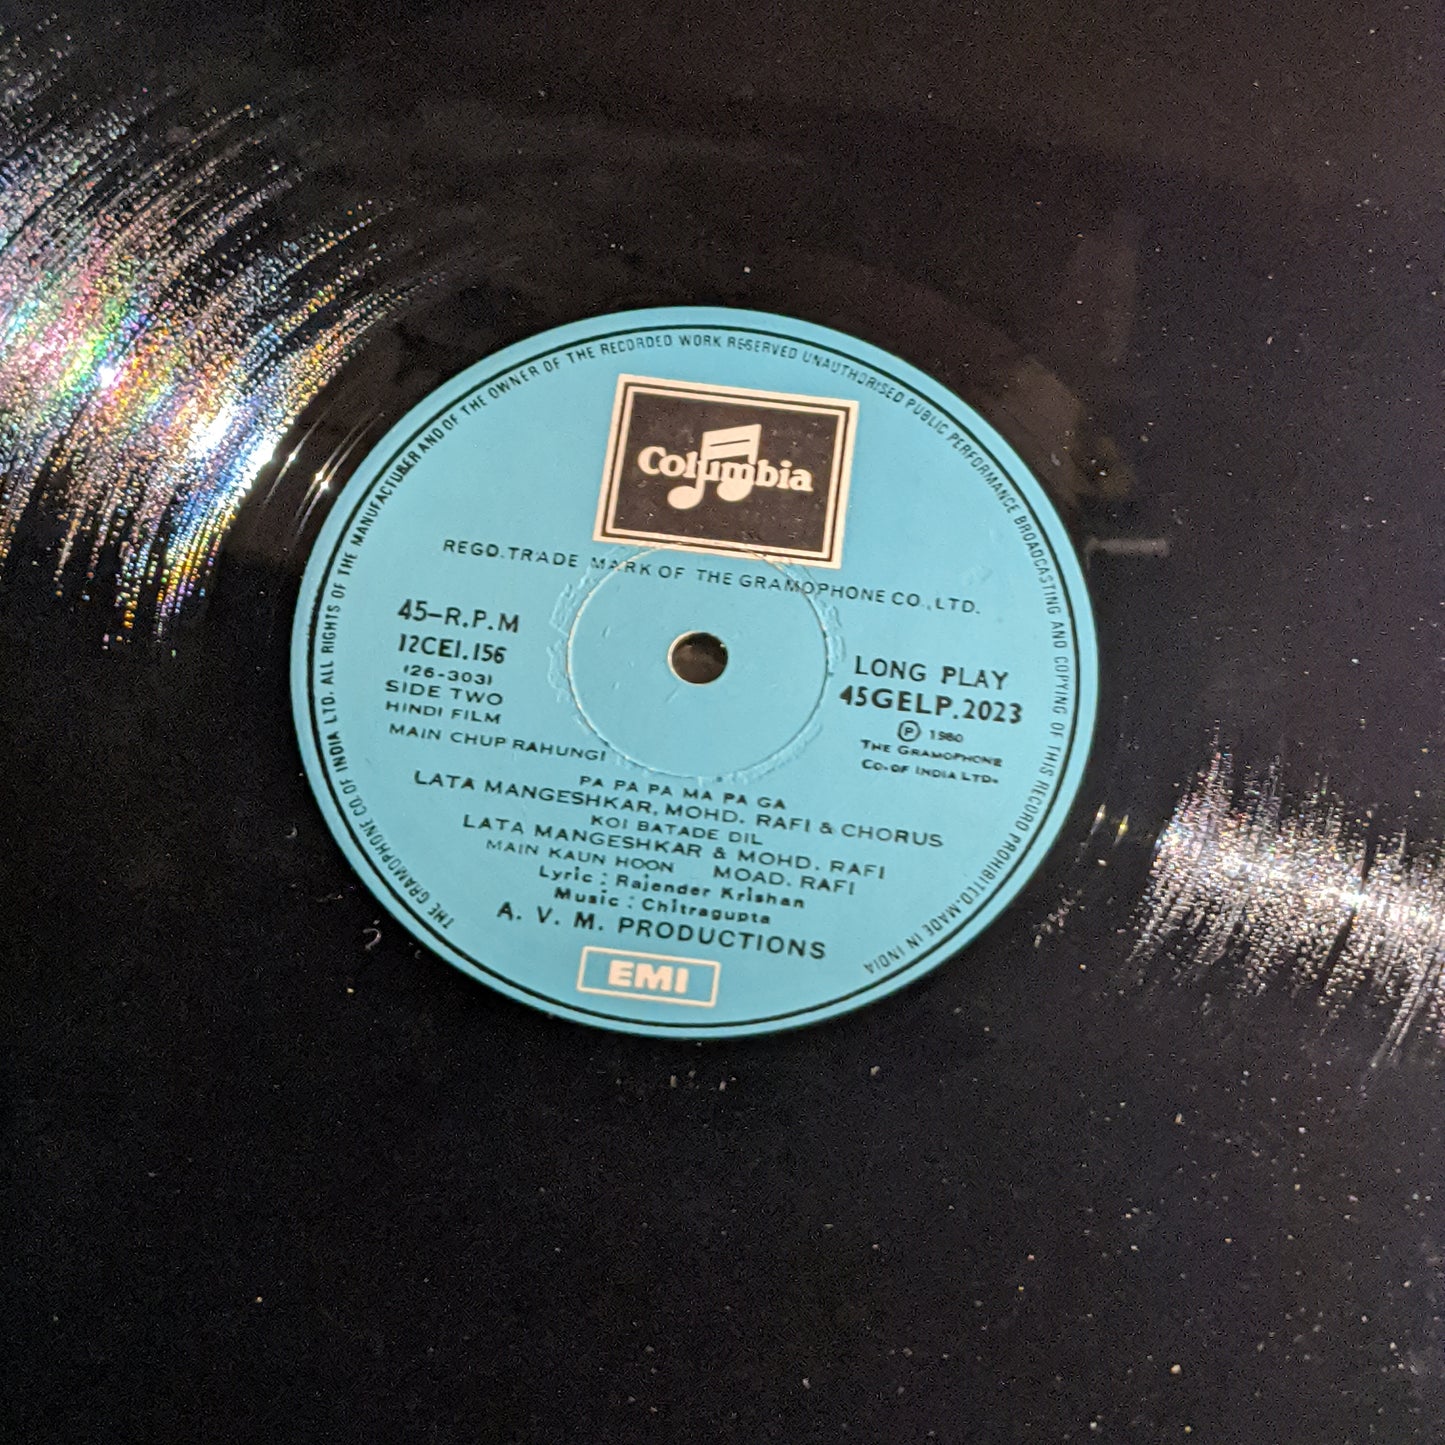 THE GRAMOPHONE CO. OF INDIA LTD. ALL RIGHTS OF THE MANUFACTURER AND OF THE OWNER OF THE RECORDED WORK RESERVED UNAUTHORISED PUBLIC PERFORMANCE BROADCASTING AND COPYING OF THIS RECORD PROHIBITED. MADE IN INDIA
Columbia
REGD. TRADE MARK OF THE GRAMOPHONE CO., LTD.
45-R.P.M
12CEI.156
126-3031
SIDE TWO
HINDI FILM
MAIN CHUP RAHUNGI
LONG PLAY
45GELP.2023
Ⓟ 1980
THE GRAMOPHONE
CO. OF INDIA LTD.
PA PA PA MA PA GA
LATA MANGESHKAR, MOHD. RAFI & CHORUS
KOI BATADE DIL
LATA MANGESHKAR & MOHD. RAFI
MAIN KAUN HOON MOAD. RAFI
Lyric : Rajender Krishan
Music : Chitragupta
A. V. M. PRODUCTIONS
EMI